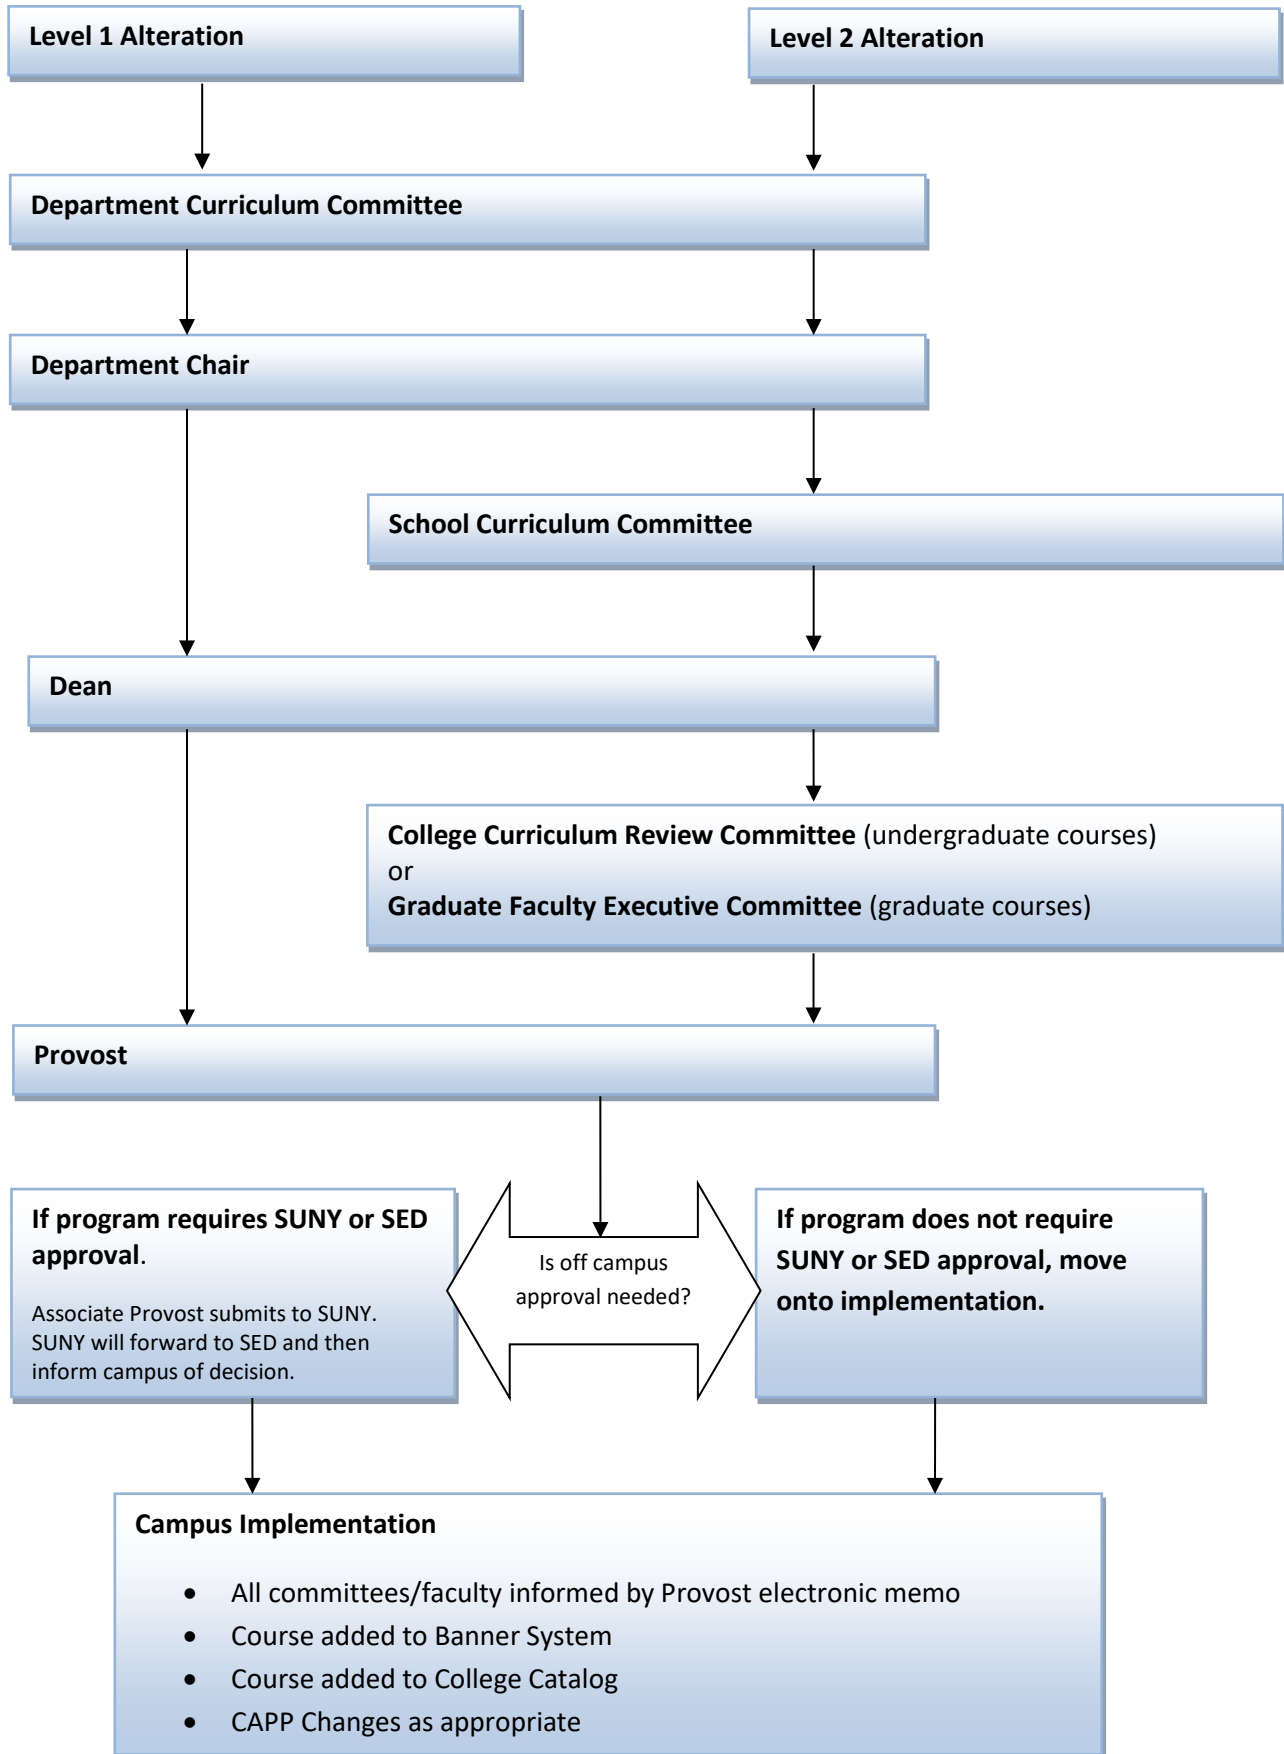 Level 1 Alteration
Level 2 Alteration
Department Curriculum Committee
Department Chair
School Curriculum Committee
Dean
College Curriculum Review Committee (undergraduate courses)
or
Graduate Faculty Executive Committee (graduate courses)
Provost
If program requires SUNY or SED
approval.
Associate Provost submits to SUNY.
SUNY will forward to SED and then
inform campus of decision.
Is off campus
approval needed?
If program does not require
SUNY or SED approval, move
onto implementation.
Campus Implementation
• All committees/faculty informed by Provost electronic memo
• Course added to Banner System
• Course added to College Catalog
• CAPP Changes as appropriate